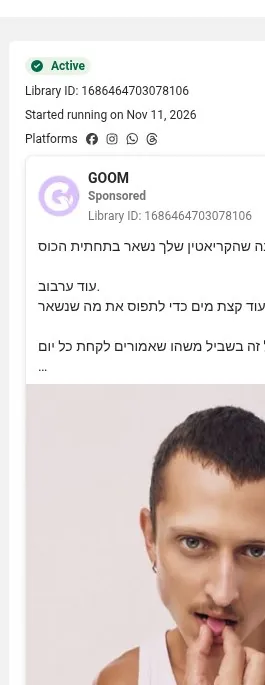 Active
Library ID: 1686464703078106
Started running on Nov 11, 2026
Platforms
GOOM
Sponsored
Library ID: 1686464703078106
שהקריאטין שלך נשאר בתחתית הכוס
עוד ערבוב.
עוד קצת מים כדי לתפוס את מה שנשאר
זה בשביל משהו שאמורים לקחת כל יום
...